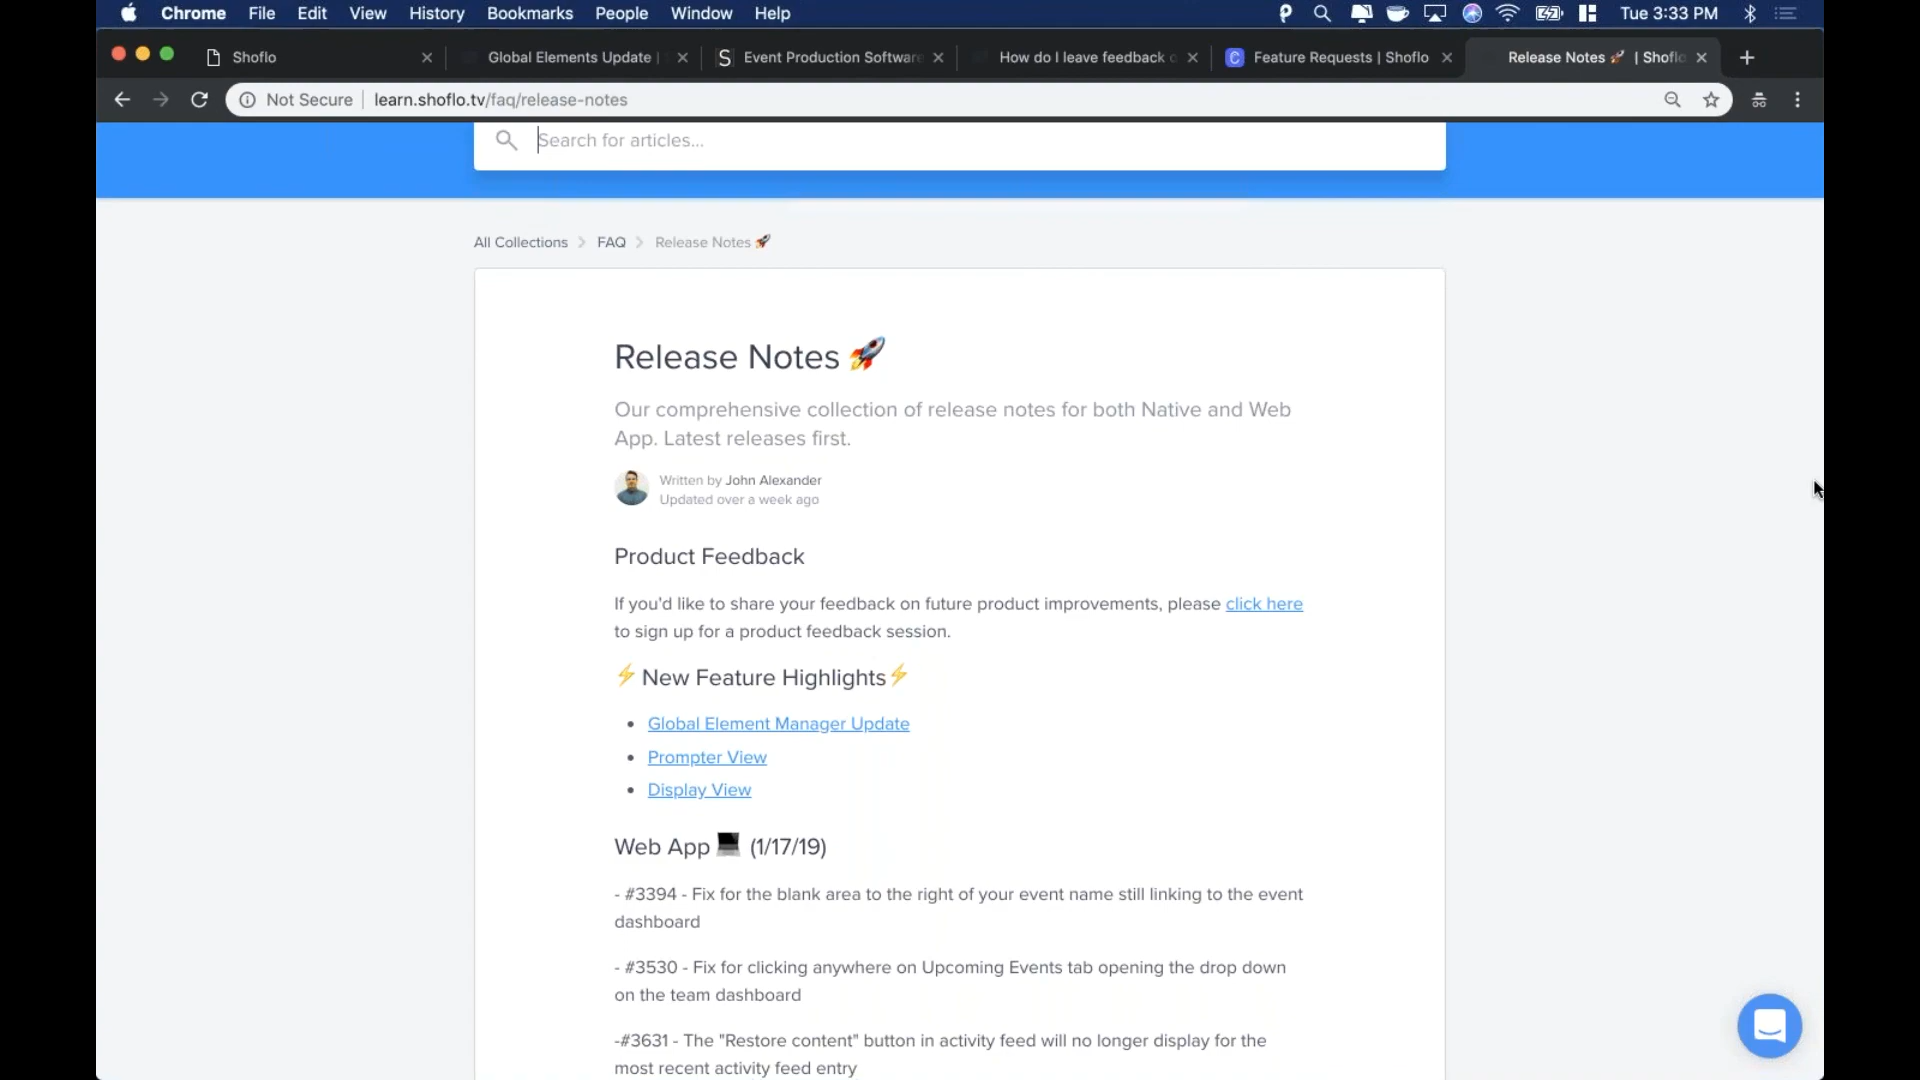 Chrome File Edit View History Bookmarks People Window Help Tue 3:33 PM
Shoflo Global Elements Update | S Event Production Software How do I leave feedback o C Feature Requests | Shoflo Release Notes 🚀 | Shoflo
Not Secure learn.shoflo.tv/faq/release-notes
Search for articles...
All Collections FAQ Release Notes 🚀
Release Notes 🚀
Our comprehensive collection of release notes for both Native and Web
App. Latest releases first.
Written by John Alexander
Updated over a week ago
Product Feedback
If you'd like to share your feedback on future product improvements, please click here
to sign up for a product feedback session.
⚡ New Feature Highlights⚡
• Global Element Manager Update
• Prompter View
• Display View
Web App 💻 (1/17/19)
- #3394 - Fix for the blank area to the right of your event name still linking to the event
dashboard
- #3530 - Fix for clicking anywhere on Upcoming Events tab opening the drop down
on the team dashboard
-#3631 - The "Restore content" button in activity feed will no longer display for the
most recent activity feed entry